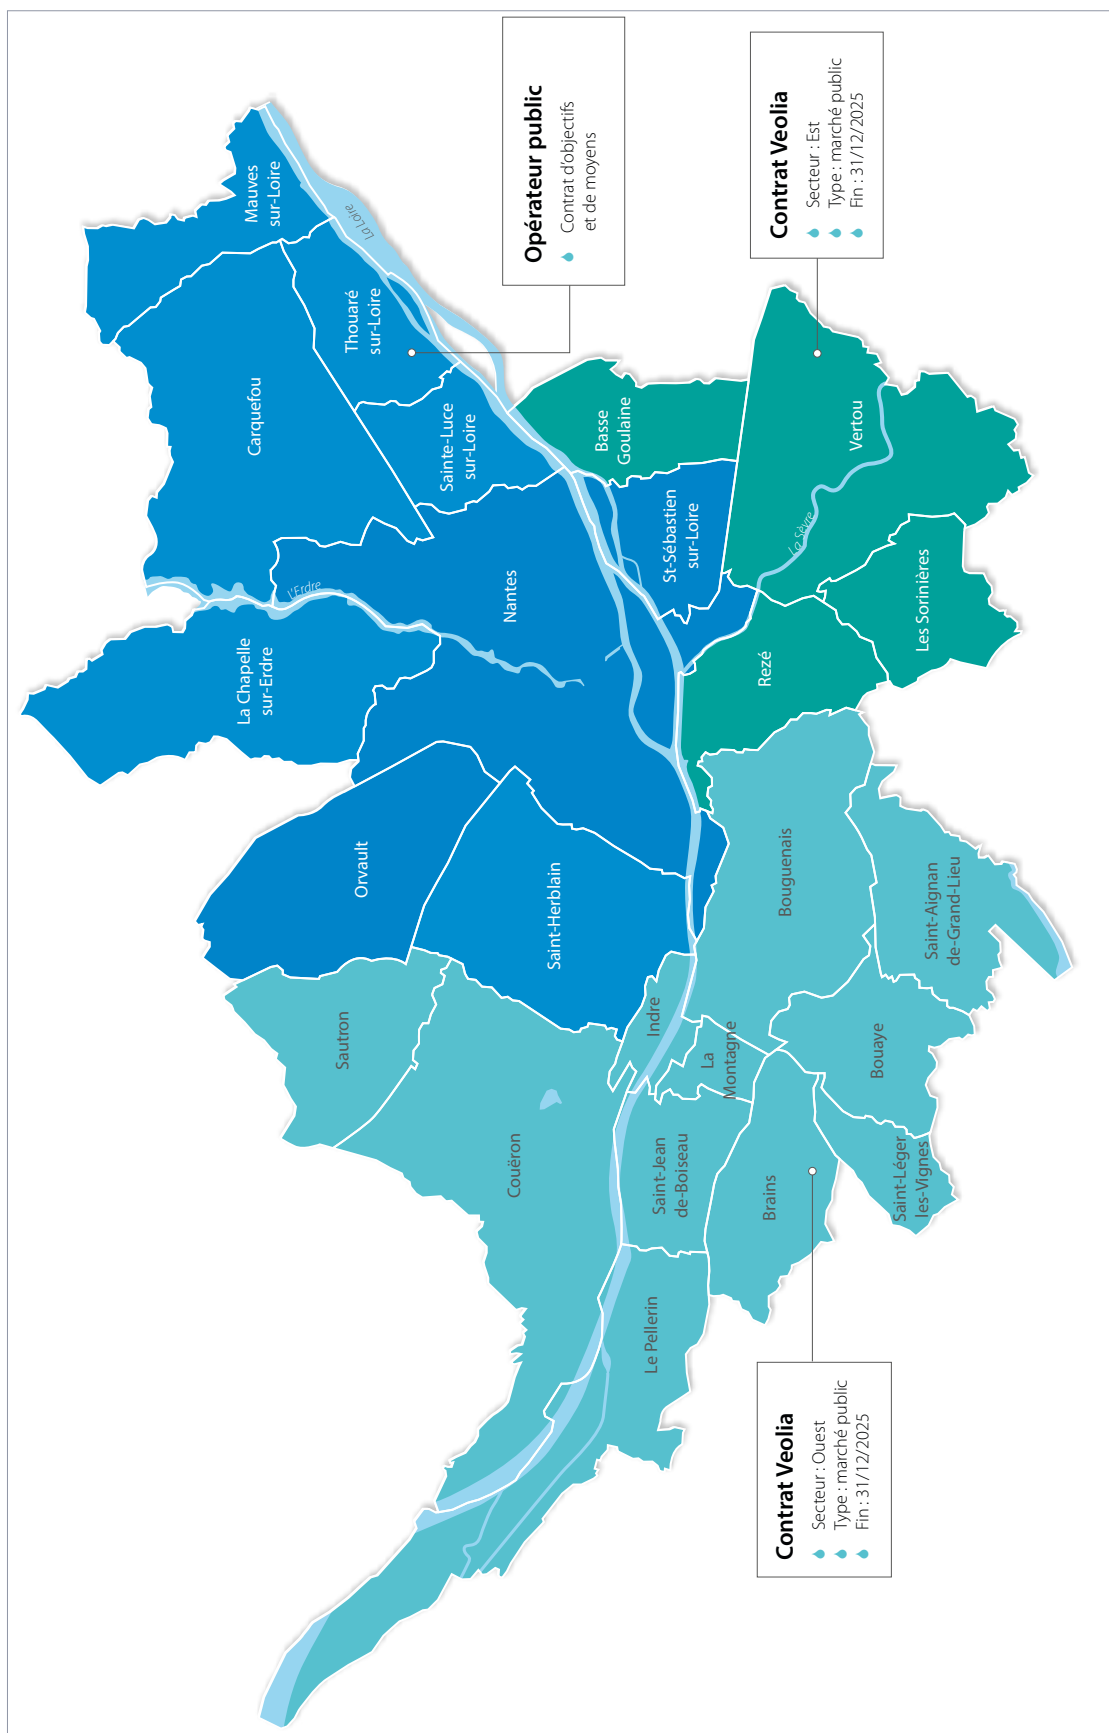 Mauves
sur-Loire
Carquefou
Thouaré
sur-Loire
La Loire
Sainte-Luce
sur-Loire
L'Erdre
La Chapelle
sur-Erdre
Nantes
Orvault
Saint-Herblain
Sautron
Couëron
Indre
Basse
Goulaine
St-Sébastien
sur-Loire
Vertou
La Sèvre
Les Sorinières
Rezé
Bouguenais
Saint-Aignan
de-Grand-Lieu
La
Montagne
Bouaye
Saint-Jean
de-Boiseau
Brains
Saint-Léger
les-Vignes
Le Pellerin
Opérateur public
Contrat d'objectifs
et de moyens
Contrat Veolia
Secteur : Est
Type : marché public
Fin : 31/12/2025
Contrat Veolia
Secteur : Ouest
Type : marché public
Fin : 31/12/2025